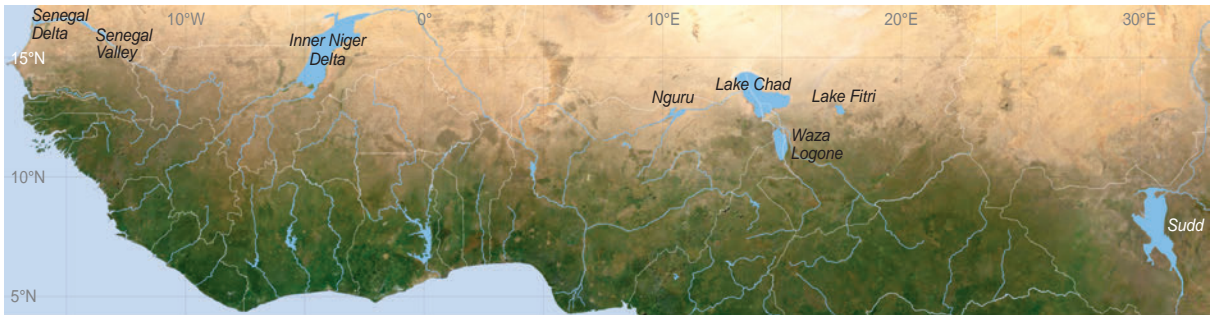 10°W
0°
10°E
20°E
30°E
Senegal
Delta
Senegal
Valley
Inner Niger
Delta
15°N
Nguru
Lake Chad
Lake Fitri
Waza
Logone
10°N
Sudd
5°N